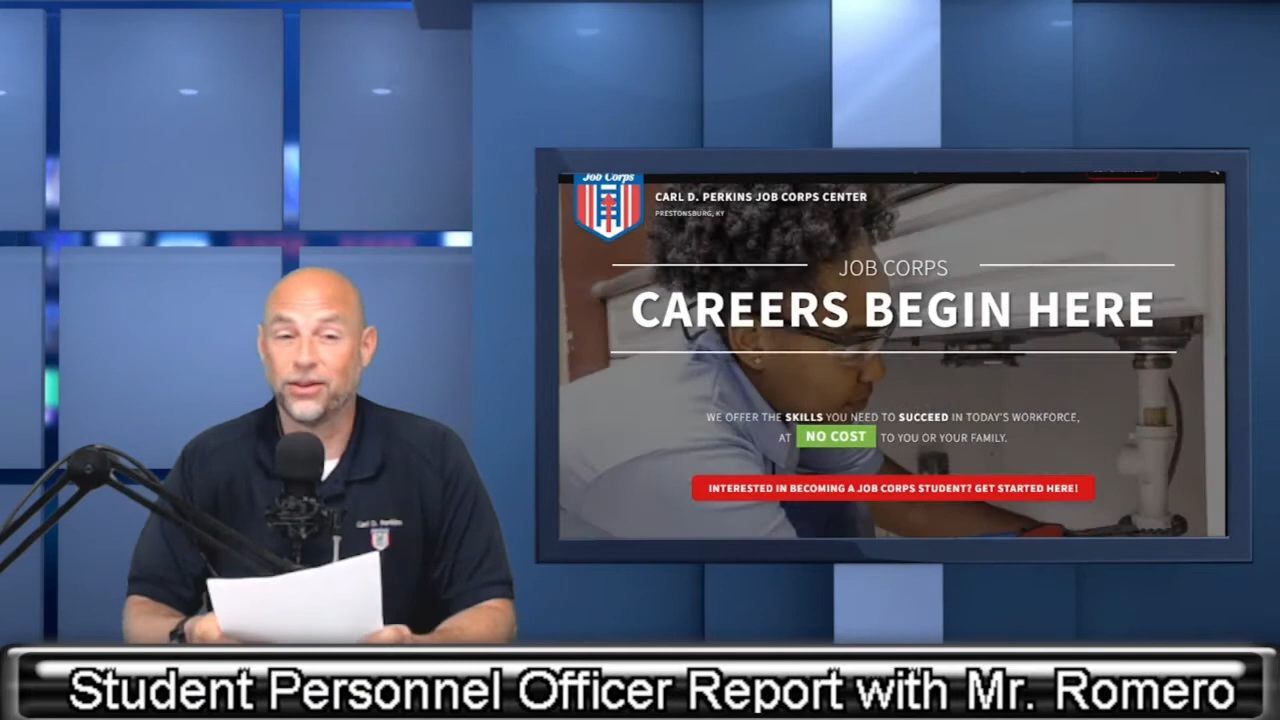 Job Corps
CARL D. PERKINS JOB CORPS CENTER
PRESTONSBURG, KY
JOB CORPS
CAREERS BEGIN HERE
WE OFFER THE SKILLS YOU NEED TO SUCCEED IN TODAY'S WORKFORCE,
AT NO COST TO YOU OR YOUR FAMILY.
INTERESTED IN BECOMING A JOB CORPS STUDENT? GET STARTED HERE!
Carl D. Perkins
Student Personnel Officer Report with Mr. Romero